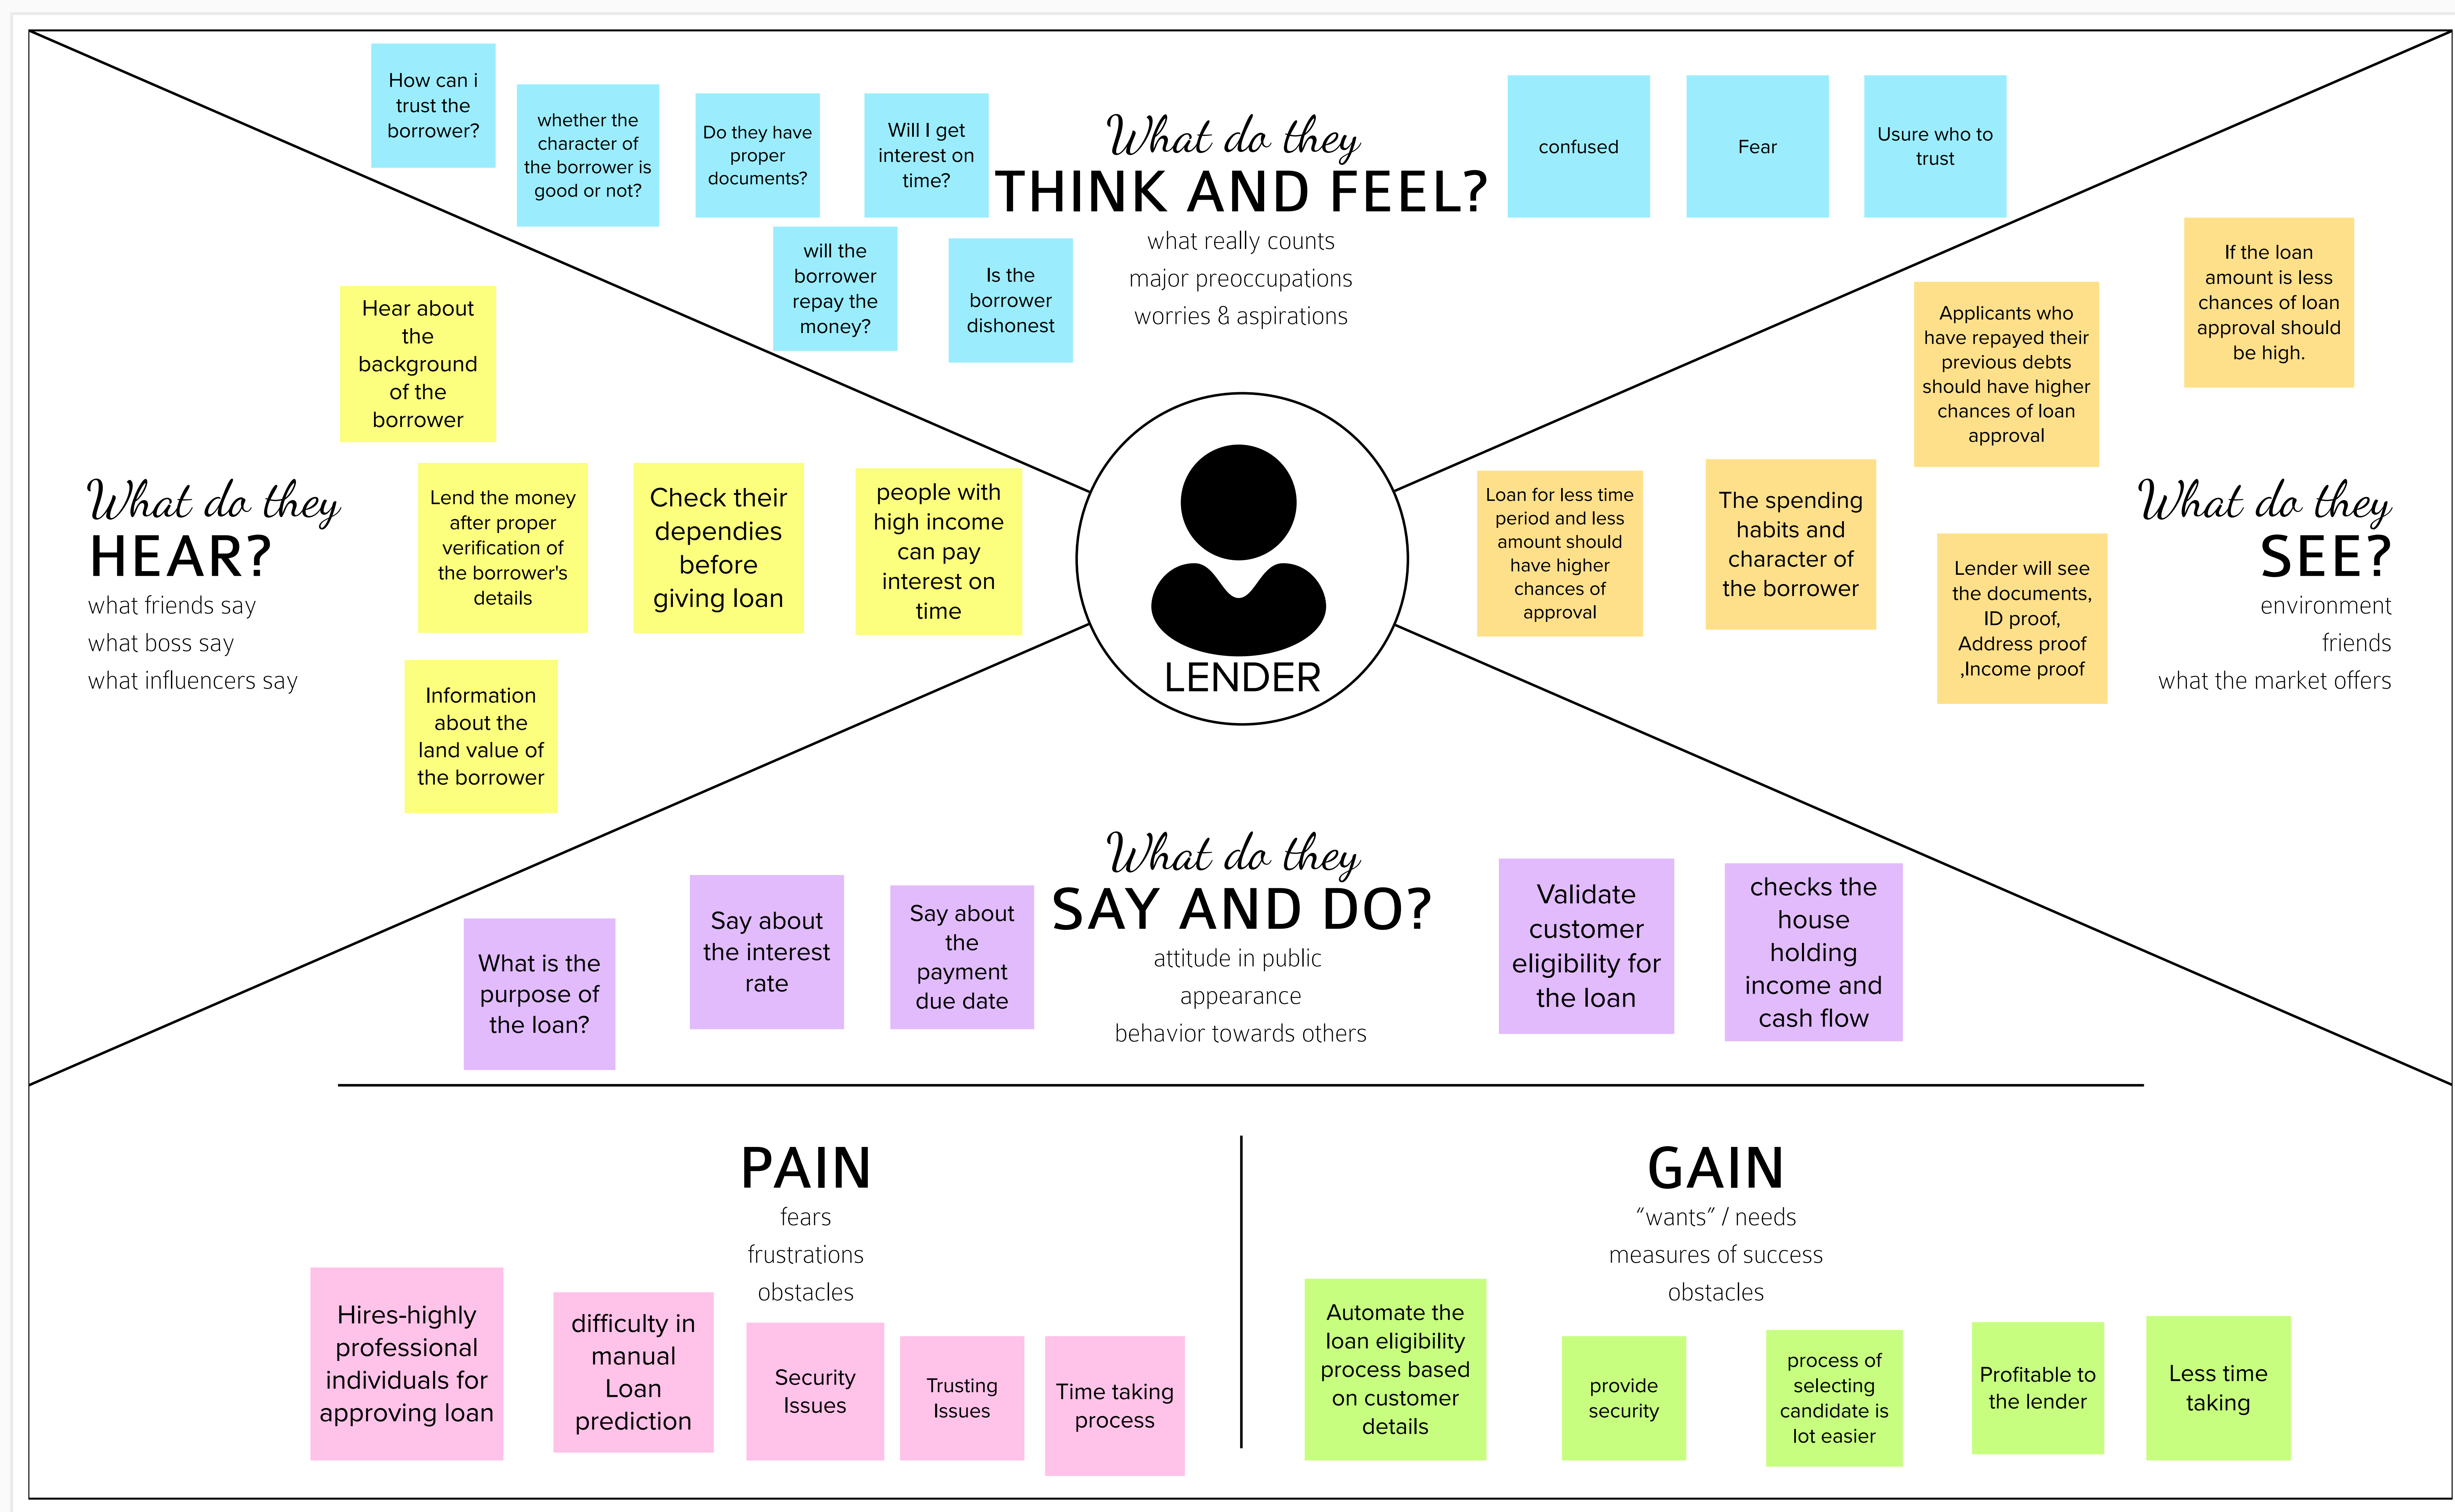 How can i
trust the
borrower?
whether the
character of
the borrower is
good or not?
Do they have
proper
documents?
Will I get
interest on
time?
will the
borrower
repay the
money?
Is the
borrower
dishonest
What do they
THINK AND FEEL?
what really counts
major preoccupations
worries & aspirations
confused
Fear
Usure who to
trust
Hear about
the
background
of the
borrower
What do they
HEAR?
what friends say
what boss say
what influencers say
Lend the money
after proper
verification of
the borrower's
details
Check their
dependies
before
giving loan
people with
high income
can pay
interest on
time
Information
about the
land value of
the borrower
LENDER
Loan for less time
period and less
amount should
have higher
chances of
approval
The spending
habits and
character of
the borrower
Applicants who
have repayed their
previous debts
should have higher
chances of loan
approval
If the loan
amount is less
chances of loan
approval should
be high.
Lender will see
the documents,
ID proof,
Address proof
,Income proof
What do they
SEE?
environment
friends
what the market offers
What is the
purpose of
the loan?
Say about
the interest
rate
Say about
the
payment
due date
What do they
SAY AND DO?
attitude in public
appearance
behavior towards others
Validate
customer
eligibility for
the loan
checks the
house
holding
income and
cash flow
PAIN
fears
frustrations
obstacles
Hires-highly
professional
individuals for
approving loan
difficulty in
manual
Loan
prediction
Security
Issues
Trusting
Issues
Time taking
process
GAIN
“wants” / needs
measures of success
obstacles
Automate the
loan eligibility
process based
on customer
details
provide
security
process of
selecting
candidate is
lot easier
Profitable to
the lender
Less time
taking